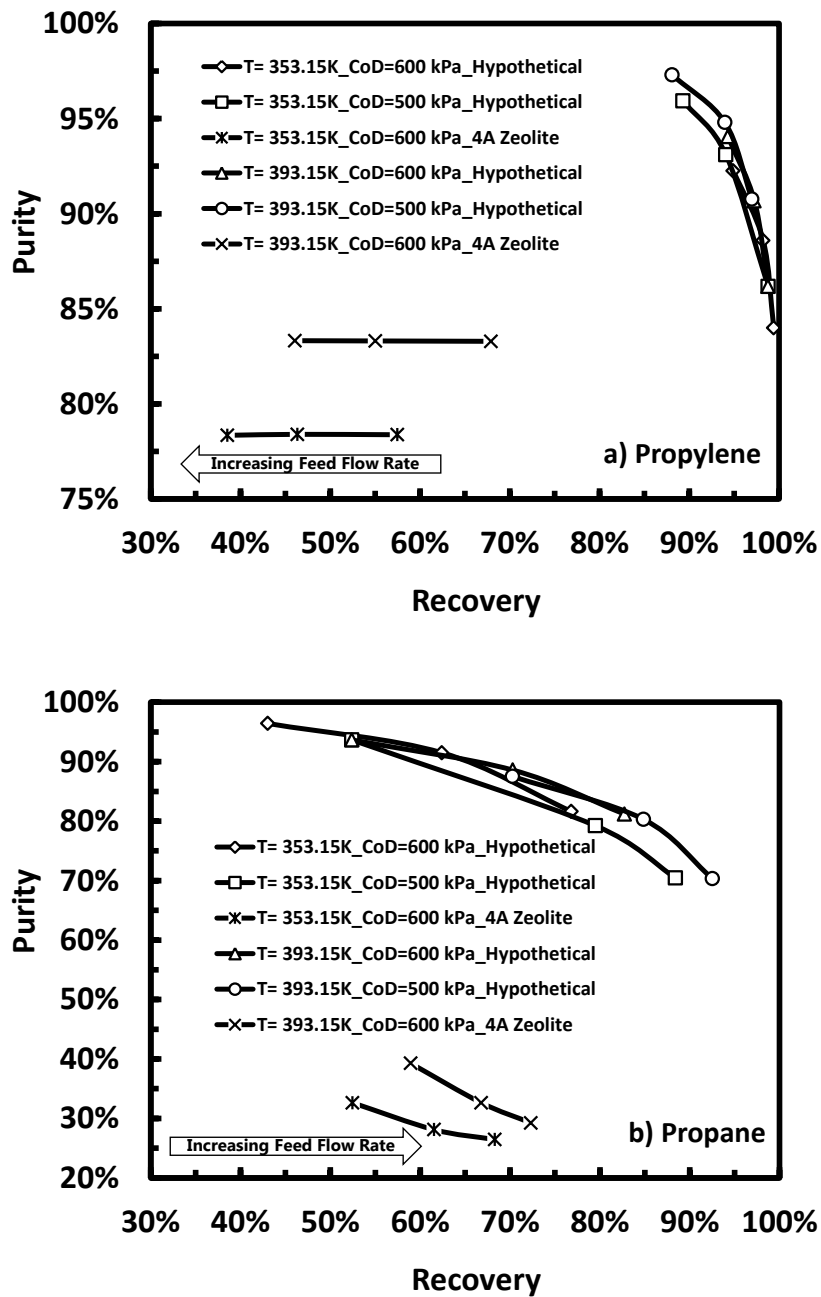 100%
95%
90%
85%
80%
75%
Purity
T= 353.15K_CoD=600 kPa_Hypothetical
T= 353.15K_CoD=500 kPa_Hypothetical
T= 353.15K_CoD=600 kPa_4A Zeolite
T= 393.15K_CoD=600 kPa_Hypothetical
T= 393.15K_CoD=500 kPa_Hypothetical
T= 393.15K_CoD=600 kPa_4A Zeolite
Increasing Feed Flow Rate
a) Propylene
30% 40% 50% 60% 70% 80% 90% 100%
Recovery
100%
90%
80%
70%
60%
50%
40%
30%
20%
Purity
T= 353.15K_CoD=600 kPa_Hypothetical
T= 353.15K_CoD=500 kPa_Hypothetical
T= 353.15K_CoD=600 kPa_4A Zeolite
T= 393.15K_CoD=600 kPa_Hypothetical
T= 393.15K_CoD=500 kPa_Hypothetical
T= 393.15K_CoD=600 kPa_4A Zeolite
Increasing Feed Flow Rate
b) Propane
30% 40% 50% 60% 70% 80% 90% 100%
Recovery